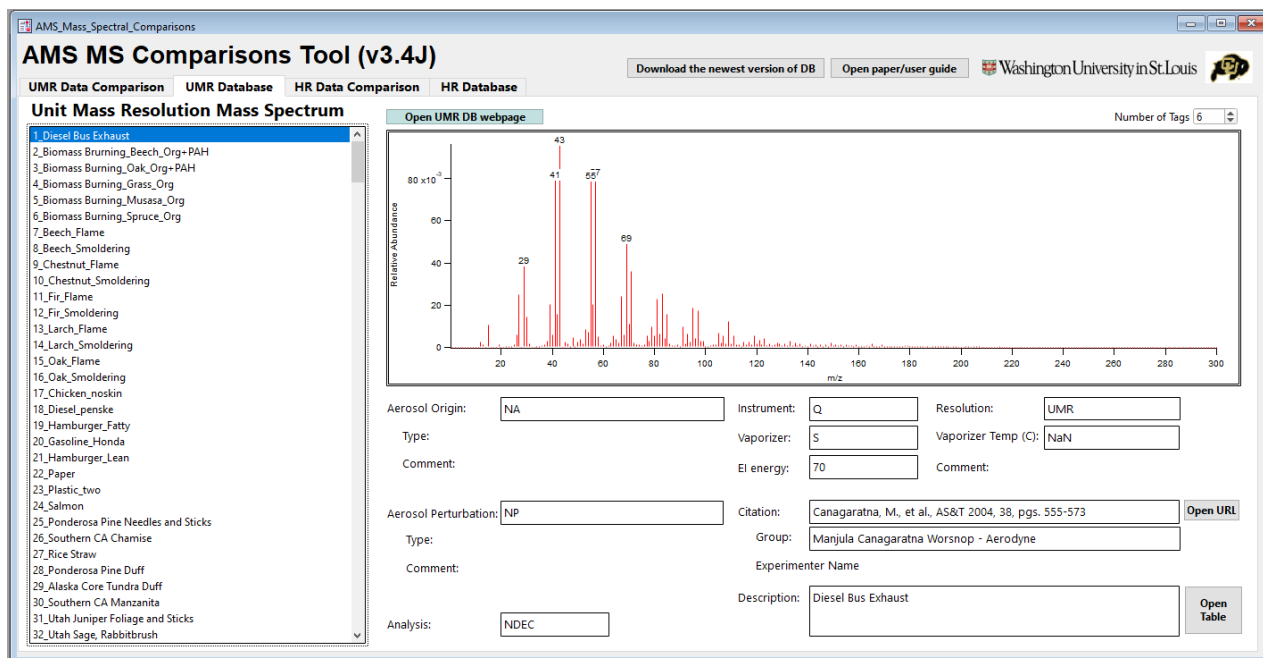 AMS_Mass_Spectral_Comparisons
AMS MS Comparisons Tool (v3.4J)
Download the newest version of DB
Open paper/user guide
Washington University in St. Louis
CU
UMR Data Comparison
UMR Database
HR Data Comparison
HR Database
Unit Mass Resolution Mass Spectrum
1_Diesel Bus Exhaust
2_Biomass Brurning_Beech_Org+PAH
3_Biomass Burning_Oak_Org+PAH
4_Biomass Burning_Grass_Org
5_Biomass Burning_Musasa_Org
6_Biomass Burning_Spruce_Org
7_Beech_Flame
8_Beech_Smoldering
9_Chestnut_Flame
10_Chestnut_Smoldering
11_Fir_Flame
12_Fir_Smoldering
13_Larch_Flame
14_Larch_Smoldering
15_Oak_Flame
16_Oak_Smoldering
17_Chicken_noskin
18_Diesel_penske
19_Hamburger_Fatty
20_Gasoline_Honda
21_Hamburger_Lean
22_Paper
23_Plastic_two
24_Salmon
25_Ponderosa Pine Needles and Sticks
26_Southern CA Chamise
27_Rice Straw
28_Ponderosa Pine Duff
29_Alaska Core Tundra Duff
30_Southern CA Manzanita
31_Utah Juniper Foliage and Sticks
32_Utah Sage, Rabbitbrush
Open UMR DB webpage
Number of Tags 6
43
41
55
57
69
29
Relative Abundance
80 x10⁻³
60
40
20
0
20 40 60 80 100 120 140 160 180 200 220 240 260 280 300
m/z
Aerosol Origin: NA
Type:
Comment:
Aerosol Perturbation: NP
Type:
Comment:
Analysis: NDEC
Instrument: Q
Resolution: UMR
Vaporizer: S
Vaporizer Temp (C): NaN
EI energy: 70
Comment:
Citation: Canagaratna, M., et al., AS&T 2004, 38, pgs. 555-573
Open URL
Group: Manjula Canagaratna Worsnop - Aerodyne
Experimenter Name
Description: Diesel Bus Exhaust
Open
Table